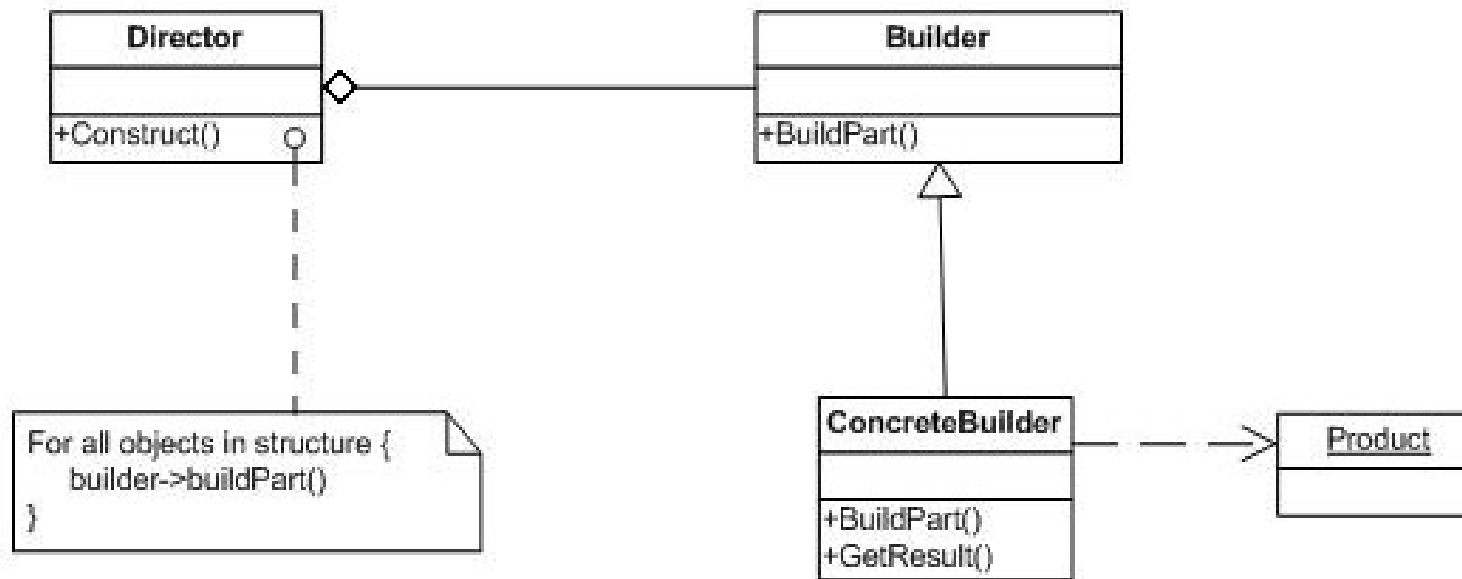 Director
+Construct()
Builder
+BuildPart()
For all objects in structure {
builder->buildPart()
}
ConcreteBuilder
+BuildPart()
+GetResult()
Product